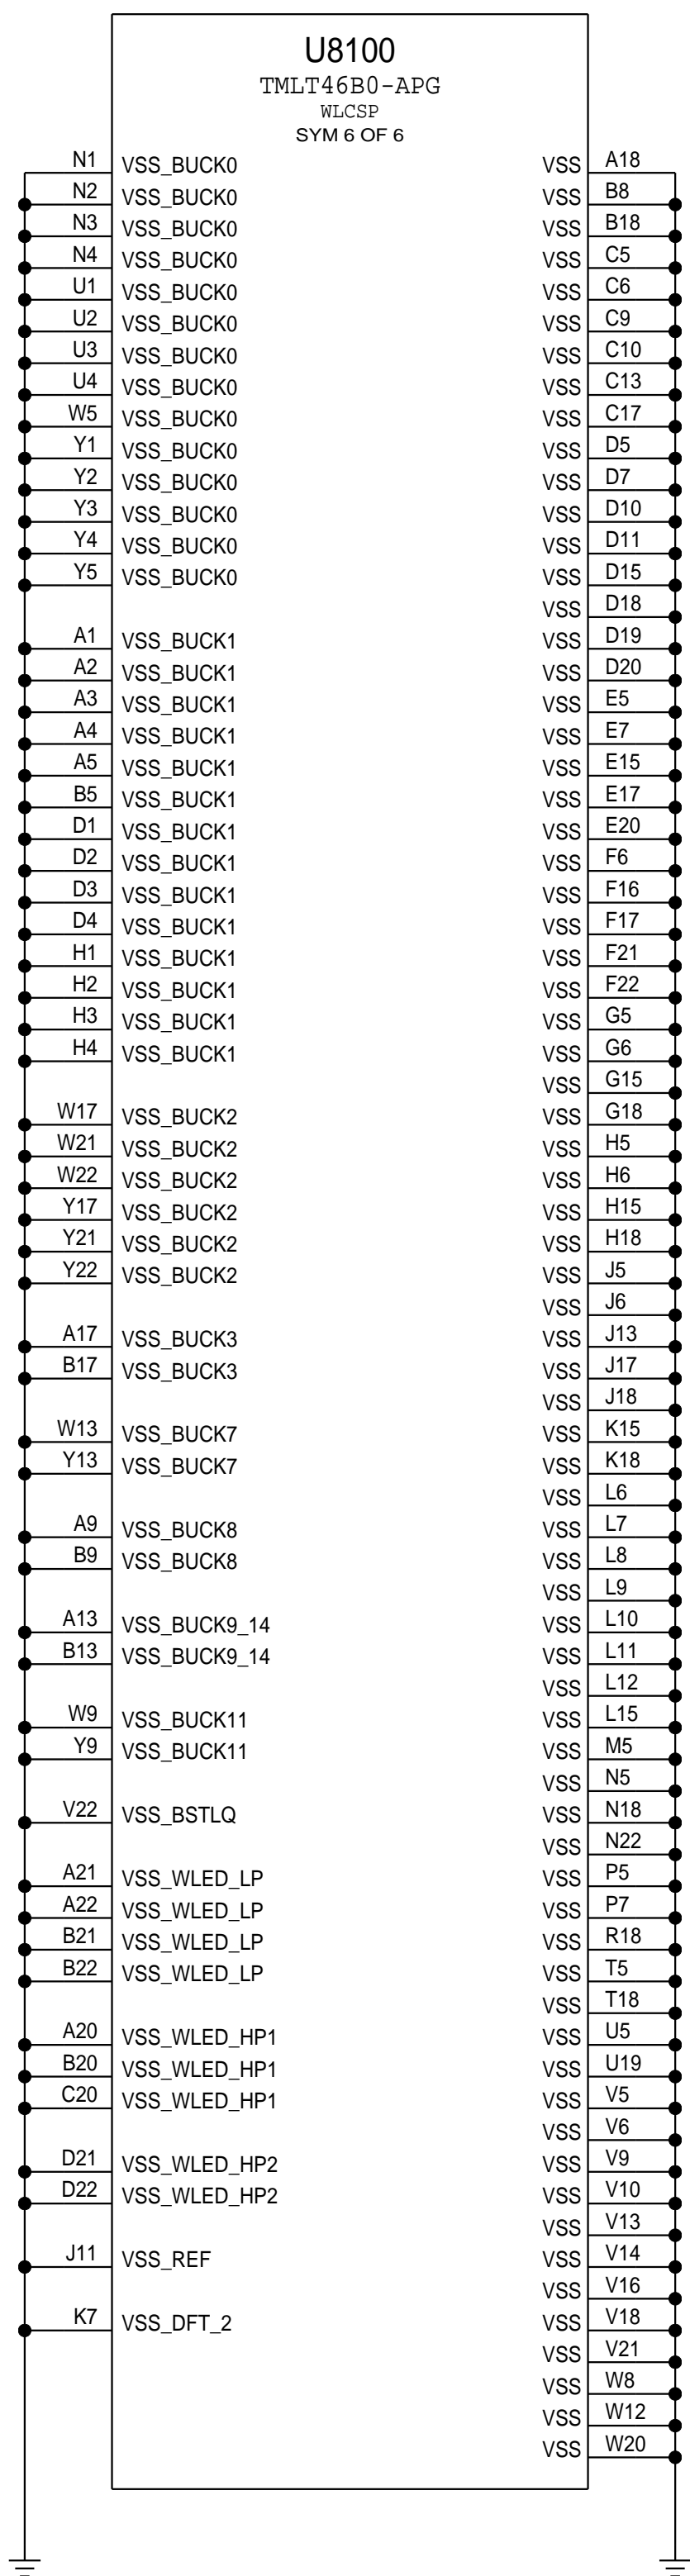 U8100
TMLT46B0-APG
WLCSP
SYM 6 OF 6
N1 VSS_BUCK0 VSS A18
N2 VSS_BUCK0 VSS B8
N3 VSS_BUCK0 VSS B18
N4 VSS_BUCK0 VSS C5
U1 VSS_BUCK0 VSS C6
U2 VSS_BUCK0 VSS C9
U3 VSS_BUCK0 VSS C10
U4 VSS_BUCK0 VSS C13
W5 VSS_BUCK0 VSS C17
Y1 VSS_BUCK0 VSS D5
Y2 VSS_BUCK0 VSS D7
Y3 VSS_BUCK0 VSS D10
Y4 VSS_BUCK0 VSS D11
Y5 VSS_BUCK0 VSS D15
VSS D18
A1 VSS_BUCK1 VSS D19
A2 VSS_BUCK1 VSS D20
A3 VSS_BUCK1 VSS E5
A4 VSS_BUCK1 VSS E7
A5 VSS_BUCK1 VSS E15
B5 VSS_BUCK1 VSS E17
D1 VSS_BUCK1 VSS E20
D2 VSS_BUCK1 VSS F6
D3 VSS_BUCK1 VSS F16
D4 VSS_BUCK1 VSS F17
H1 VSS_BUCK1 VSS F21
H2 VSS_BUCK1 VSS F22
H3 VSS_BUCK1 VSS G5
H4 VSS_BUCK1 VSS G6
VSS G15
W17 VSS_BUCK2 VSS G18
W21 VSS_BUCK2 VSS H5
W22 VSS_BUCK2 VSS H6
Y17 VSS_BUCK2 VSS H15
Y21 VSS_BUCK2 VSS H18
Y22 VSS_BUCK2 VSS J5
VSS J6
A17 VSS_BUCK3 VSS J13
B17 VSS_BUCK3 VSS J17
VSS J18
W13 VSS_BUCK7 VSS K15
Y13 VSS_BUCK7 VSS K18
VSS L6
A9 VSS_BUCK8 VSS L7
B9 VSS_BUCK8 VSS L8
VSS L9
A13 VSS_BUCK9_14 VSS L10
B13 VSS_BUCK9_14 VSS L11
VSS L12
W9 VSS_BUCK11 VSS L15
Y9 VSS_BUCK11 VSS M5
VSS N5
V22 VSS_BSTLQ VSS N18
VSS N22
A21 VSS_WLED_LP VSS P5
A22 VSS_WLED_LP VSS P7
B21 VSS_WLED_LP VSS R18
B22 VSS_WLED_LP VSS T5
VSS T18
A20 VSS_WLED_HP1 VSS U5
B20 VSS_WLED_HP1 VSS U19
C20 VSS_WLED_HP1 VSS V5
VSS V6
D21 VSS_WLED_HP2 VSS V9
D22 VSS_WLED_HP2 VSS V10
VSS V13
J11 VSS_REF VSS V14
VSS V16
K7 VSS_DFT_2 VSS V18
VSS V21
VSS W8
VSS W12
VSS W20